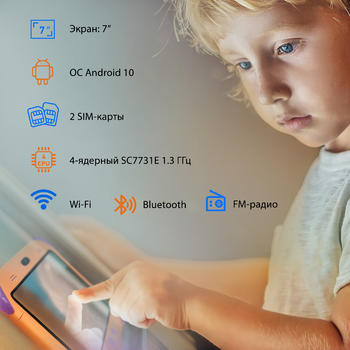 7"
Экран: 7"
ОС Android 10
2 SIM-карты
4
CPU
4-ядерный SC7731E 1.3 ГГц
Wi-Fi
Bluetooth
FM-радио